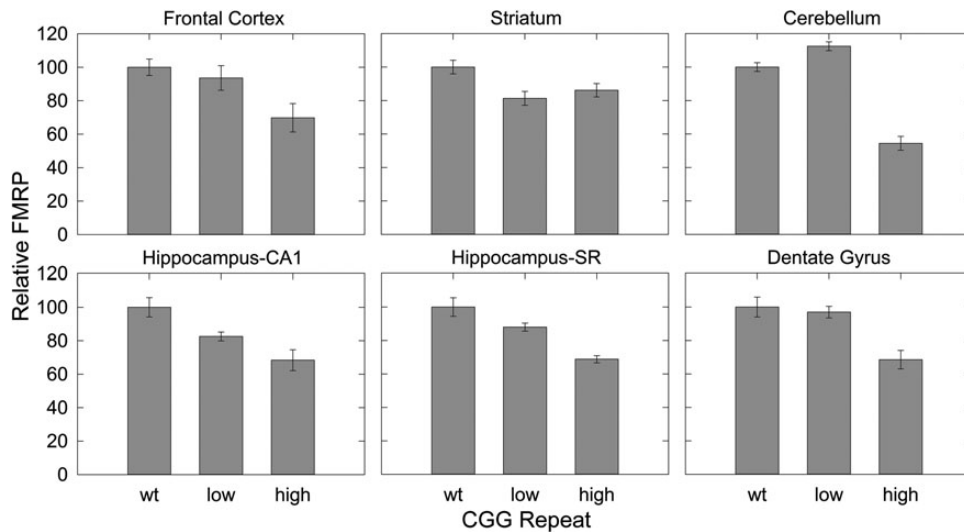 Frontal Cortex Striatum Cerebellum
120
100
80
60
40
20
0
Relative FMRP
Hippocampus-CA1 Hippocampus-SR Dentate Gyrus
120
100
80
60
40
20
0
wt low high wt low high wt low high
CGG Repeat